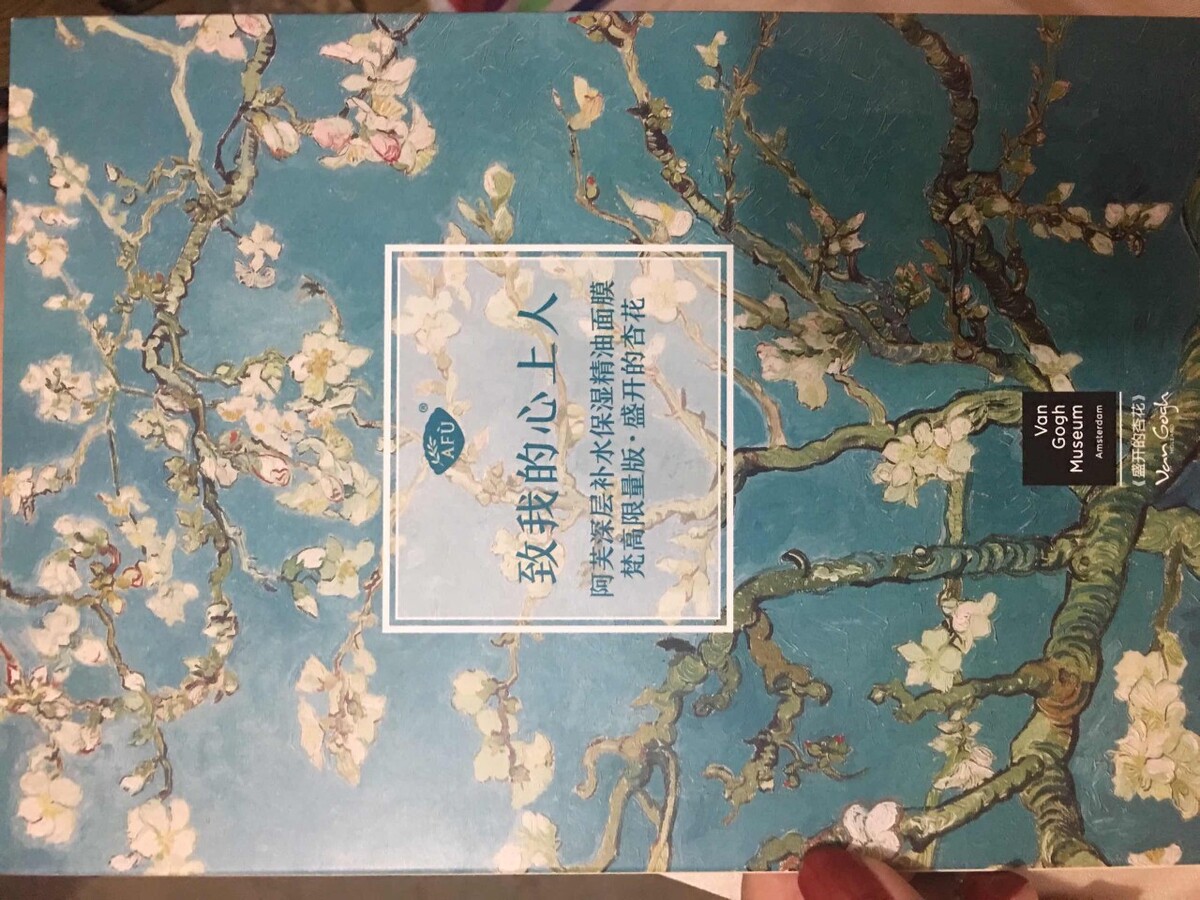 AFU®
致我的心上人
阿芙深层补水保湿精油面膜
梵高限量版·盛开的杏花
Van
Gogh
Museum
Amsterdam
《盛开的杏花》
Van Gogh